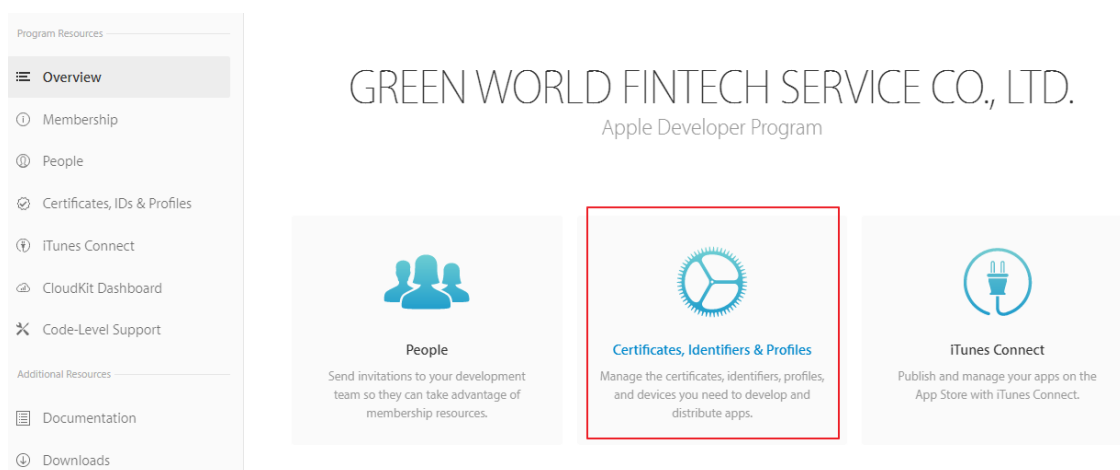 Program Resources
Overview
Membership
People
Certificates, IDs & Profiles
iTunes Connect
CloudKit Dashboard
Code-Level Support
Additional Resources
Documentation
Downloads
GREEN WORLD FINTECH SERVICE CO., LTD.
Apple Developer Program
People
Send invitations to your development
team so they can take advantage of
membership resources.
Certificates, Identifiers & Profiles
Manage the certificates, identifiers, profiles,
and devices you need to develop and
distribute apps.
iTunes Connect
Publish and manage your apps on the
App Store with iTunes Connect.